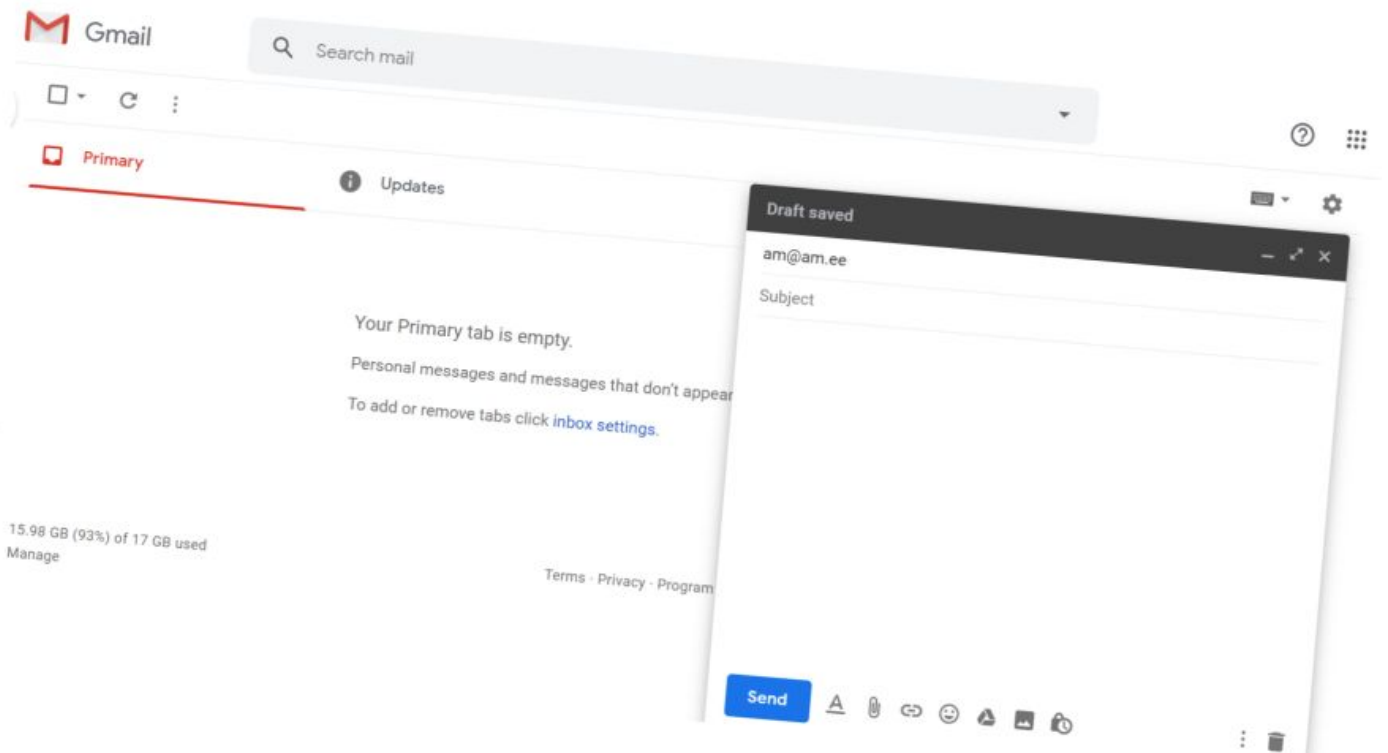 Gmail
Search mail
Primary
Updates
Draft saved
am@am.ee
Subject
Your Primary tab is empty.
Personal messages and messages that don't appear
To add or remove tabs click inbox settings.
15.98 GB (93%) of 17 GB used
Manage
Terms · Privacy · Program
Send